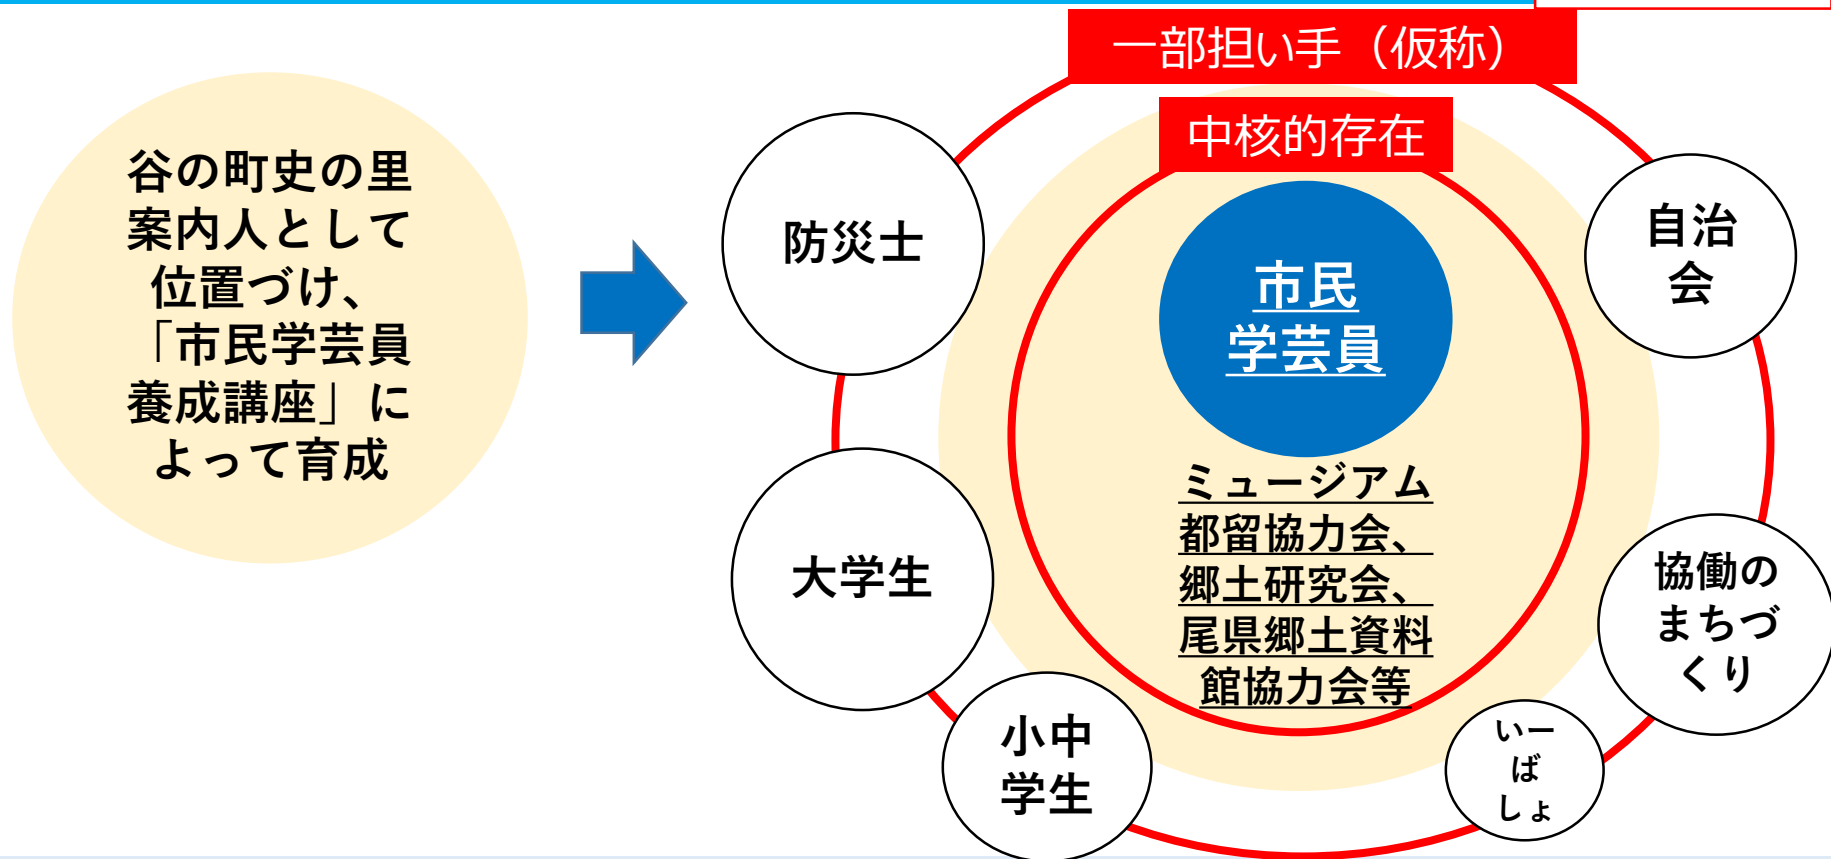 一部担い手（仮称）
中核的存在
谷の町史の里
案内人として
位置づけ、
「市民学芸員
養成講座」に
よって育成
防災士
市民
学芸員
自治
会
ミュージアム
都留協力会、
郷土研究会、
尾県郷土資料
館協力会等
大学生
協働の
まちづ
くり
小中
学生
いー
ば
しょ